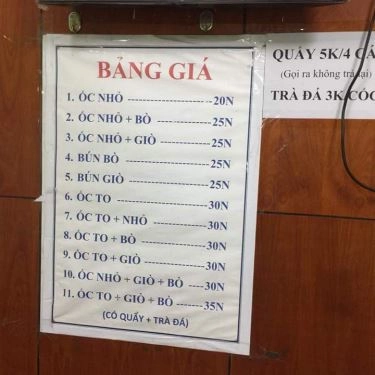 BẢNG GIÁ
1. ỐC NHỎ -------------------20N
2. ỐC NHỎ + BÒ ------------- 25N
3. ỐC NHỎ + GIÒ ------------ 25N
4. BÚN BÒ ------------------- 25N
5. BÚN GIÒ ------------------ 25N
6. ỐC TO -------------------- 30N
7. ỐC TO + NHỎ ------------- 30N
8. ỐC TO + BÒ --------------- 30N
9. ỐC TO + GIÒ -------------- 30N
10. ỐC NHỎ + GIÒ + BÒ ---- 30N
11. ỐC TO + GIÒ + BÒ ------35N
(CÓ QUẨY + TRÀ ĐÁ)
QUẨY 5K/4 CÁ
(Gọi ra không trả lại)
TRÀ ĐÁ 3K CỐC